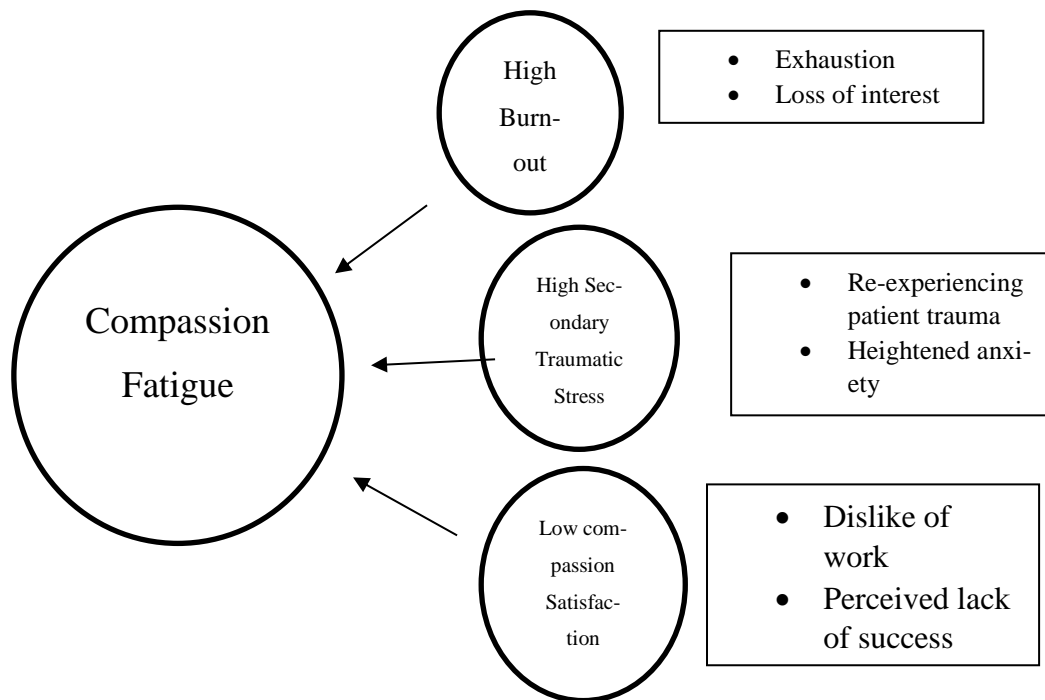 High
Burn-
out
• Exhaustion
• Loss of interest
Compassion
Fatigue
High Sec-
ondary
Traumatic
Stress
• Re-experiencing
patient trauma
• Heightened anxi-
ety
Low com-
passion
Satisfac-
tion
• Dislike of
work
• Perceived lack
of success